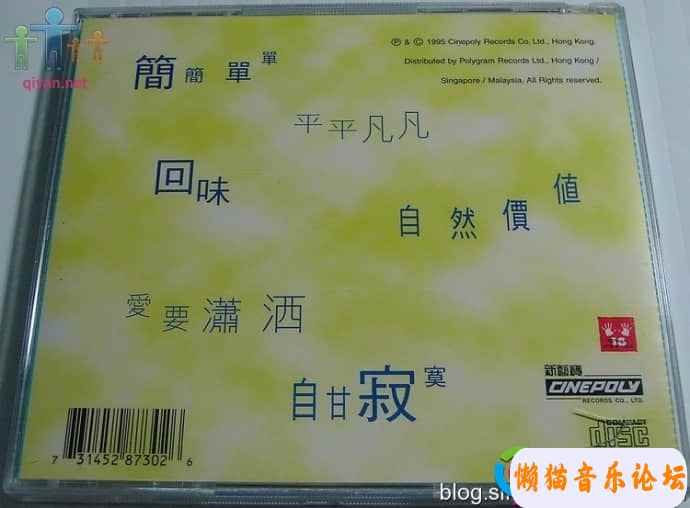 qiyan.net
℗ & © 1995 Cinepoly Records Co. Ltd., Hong Kong.
Distributed by Polygram Records Ltd., Hong Kong /
Singapore / Malaysia. All Rights reserved.
簡簡單單
平平凡凡
回味
自然價值
愛要瀟洒
自甘寂寞
18
新藝寶
CINEPOLY
RECORDS CO., LTD.
COMPACT
disc
7 31452 87302 6
blog.si
懒猫音乐论坛